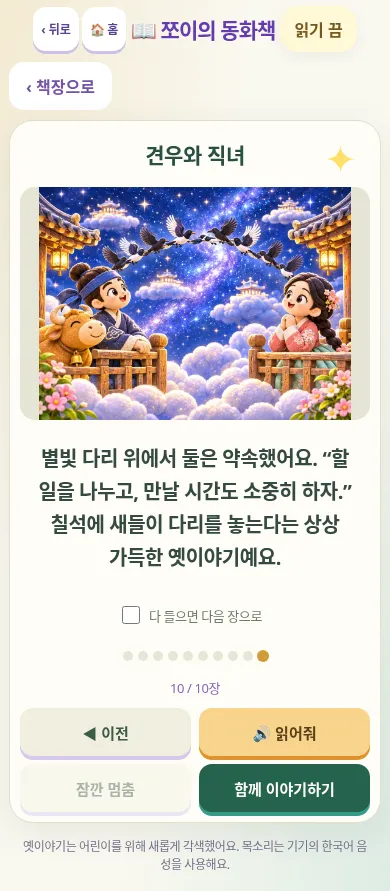 ‹ 뒤로
🏠 홈
📖 쪼이의 동화책
읽기 끔
‹ 책장으로
견우와 직녀
별빛 다리 위에서 둘은 약속했어요. “할
일을 나누고, 만날 시간도 소중히 하자.”
칠석에 새들이 다리를 놓는다는 상상
가득한 옛이야기예요.
다 들으면 다음 장으로
10 / 10장
◀ 이전
🔊 읽어줘
잠깐 멈춤
함께 이야기하기
옛이야기는 어린이를 위해 새롭게 각색했어요. 목소리는 기기의 한국어 음
성을 사용해요.